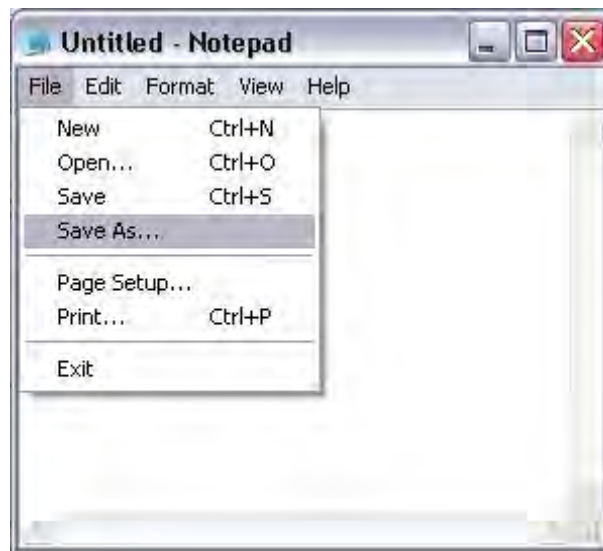 Untitled - Notepad
File Edit Format View Help
New Ctrl+N
Open... Ctrl+O
Save Ctrl+S
Save As...
Page Setup...
Print... Ctrl+P
Exit